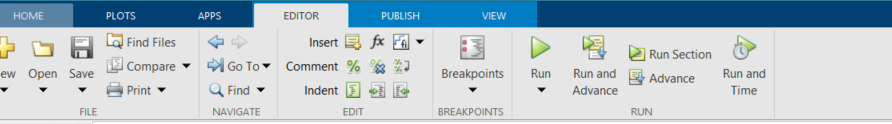 HOME PLOTS APPS EDITOR PUBLISH VIEW
Find Files Insert fx
Open Save Compare Go To Comment % Breakpoints Run Run and Advance Run Section Advance Run and Time
Print Find Indent
FILE NAVIGATE EDIT BREAKPOINTS RUN